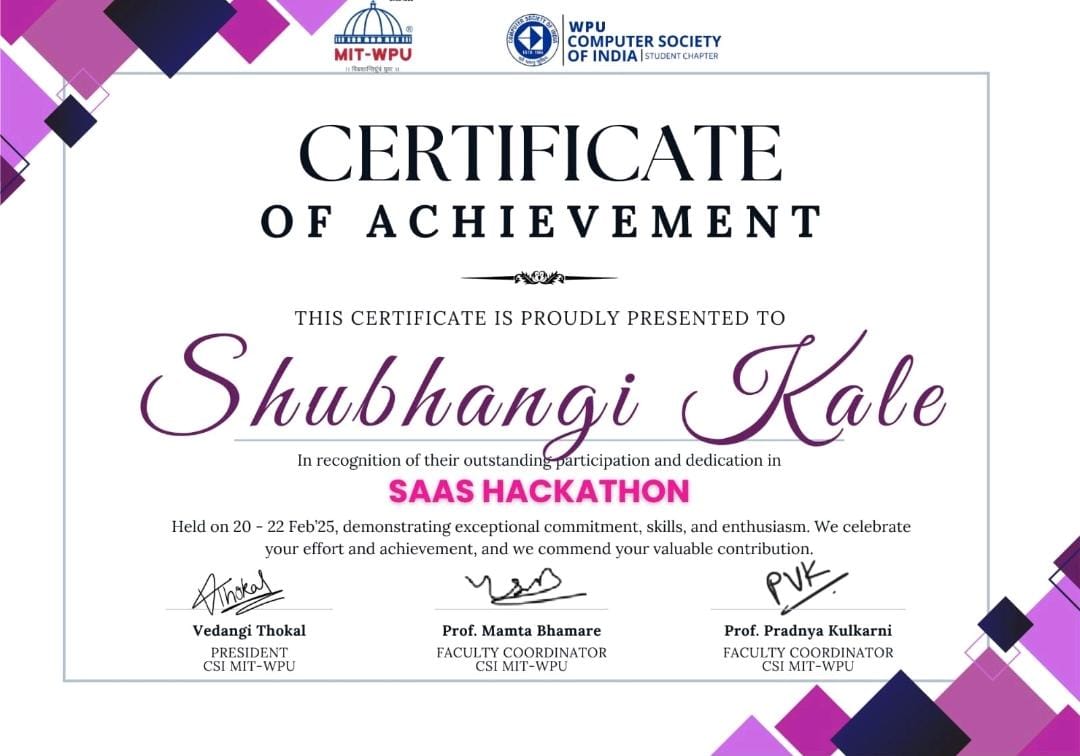 MIT-WPU
WPU
COMPUTER SOCIETY
OF INDIA | STUDENT CHAPTER
CERTIFICATE
OF ACHIEVEMENT
THIS CERTIFICATE IS PROUDLY PRESENTED TO
Shubhangi Kale
In recognition of their outstanding participation and dedication in
SAAS HACKATHON
Held on 20 - 22 Feb'25, demonstrating exceptional commitment, skills, and enthusiasm. We celebrate
your effort and achievement, and we commend your valuable contribution.
AThokal
PVK
Vedangi Thokal
Prof. Mamta Bhamare
Prof. Pradnya Kulkarni
PRESIDENT
FACULTY COORDINATOR
FACULTY COORDINATOR
CSI MIT-WPU
CSI MIT-WPU
CSI MIT-WPU